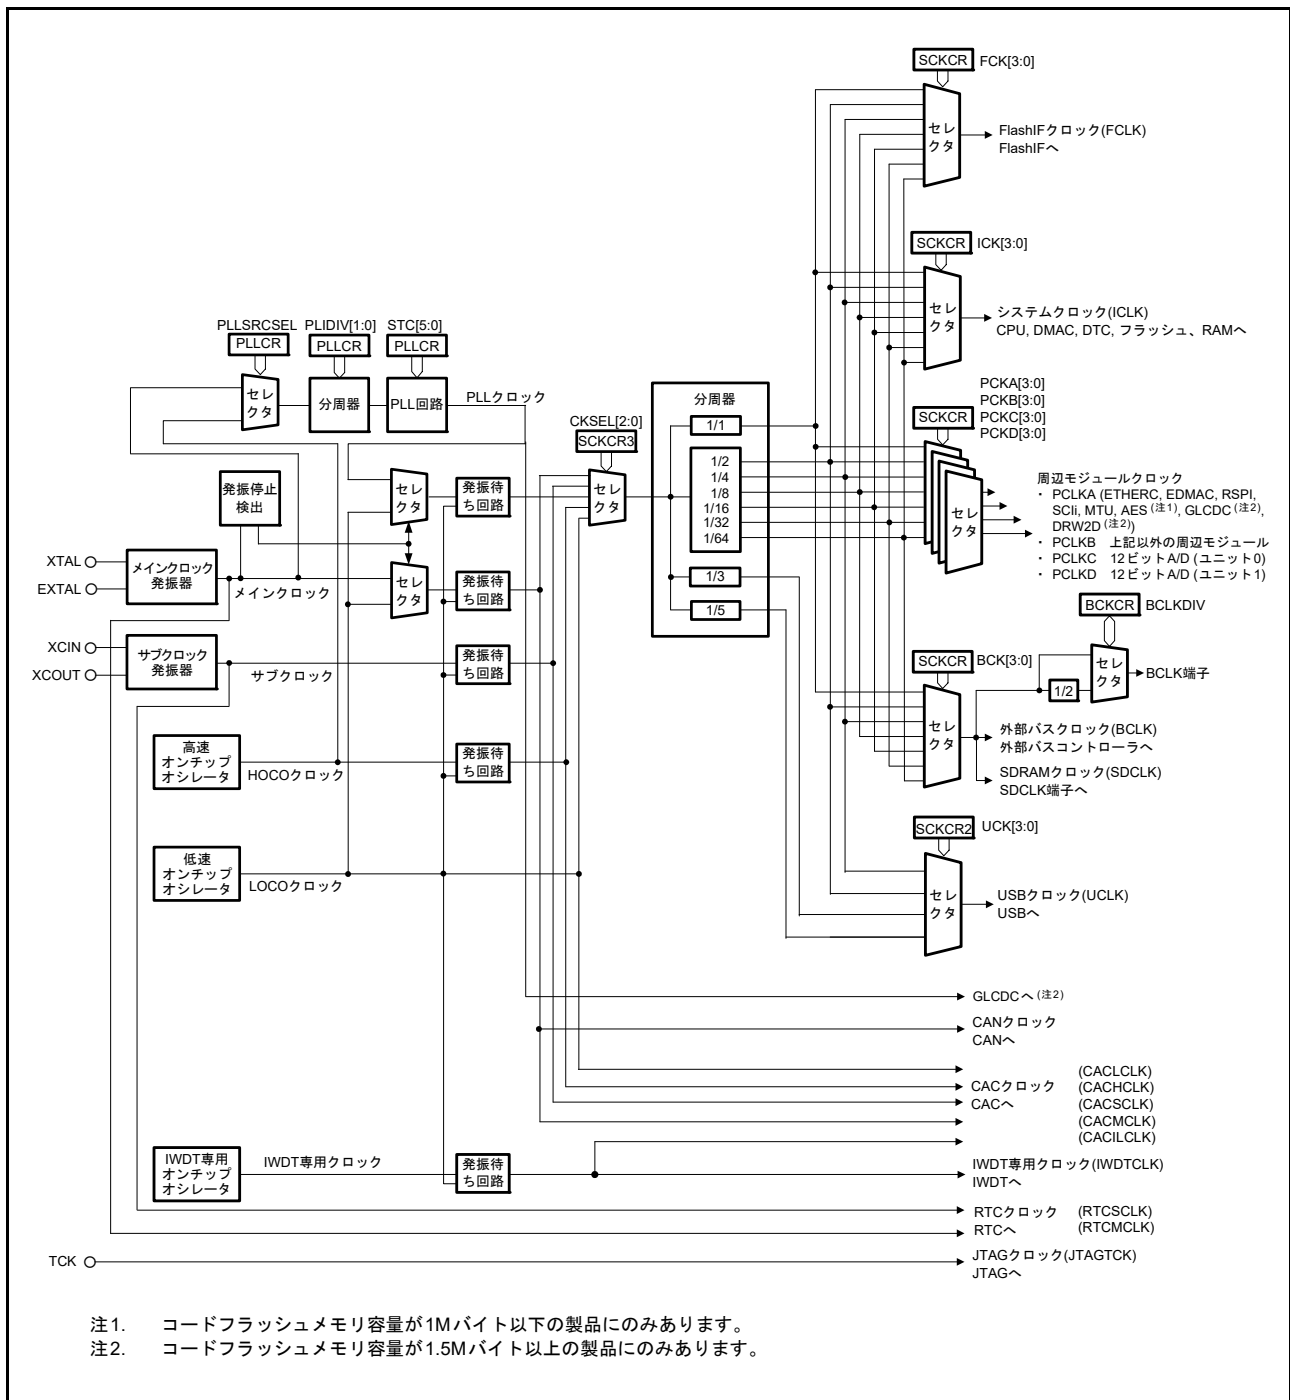 SCKCR FCK[3:0]
セレクタ
FlashIFクロック(FCLK)
FlashIFへ
SCKCR ICK[3:0]
セレクタ
システムクロック(ICLK)
CPU, DMAC, DTC, フラッシュ、RAMへ
PLLSRCSEL PLIDIV[1:0] STC[5:0]
PLLCR PLLCR PLLCR
セレクタ
分周器
PLL回路
PLLクロック
CKSEL[2:0]
SCKCR3
セレクタ
分周器
1/1
1/2
1/4
1/8
1/16
1/32
1/64
1/3
1/5
PCKA[3:0]
PCKB[3:0]
SCKCR PCKC[3:0]
PCKD[3:0]
セレクタ
周辺モジュールクロック
・ PCLKA (ETHERC, EDMAC, RSPI,
SCIi, MTU, AES (注1), GLCDC (注2),
DRW2D (注2))
・ PCLKB 上記以外の周辺モジュール
・ PCLKC 12ビットA/D (ユニット0)
・ PCLKD 12ビットA/D (ユニット1)
発振停止
検出
セレクタ
発振待
ち回路
XTAL
EXTAL
メインクロック
発振器
メインクロック
セレクタ
発振待
ち回路
XCIN
XCOUT
サブクロック
発振器
サブクロック
発振待
ち回路
BCKCR BCLKDIV
セレクタ
1/2
BCLK端子
SCKCR BCK[3:0]
セレクタ
外部バスクロック(BCLK)
外部バスコントローラへ
SDRAMクロック(SDCLK)
SDCLK端子へ
高速
オンチップ
オシレータ
HOCOクロック
発振待
ち回路
低速
オンチップ
オシレータ
LOCOクロック
SCKCR2 UCK[3:0]
セレクタ
USBクロック(UCLK)
USBへ
GLCDCへ (注2)
CANクロック
CANへ
(CACLCLK)
CACクロック (CACHCLK)
CACへ (CACSCLK)
(CACMCLK)
(CACILCLK)
IWDT専用
オンチップ
オシレータ
IWDT専用クロック
発振待
ち回路
IWDT専用クロック(IWDTCLK)
IWDTへ
RTCクロック (RTCSCLK)
RTCへ (RTCMCLK)
TCK
JTAGクロック(JTAGTCK)
JTAGへ
注1. コードフラッシュメモリ容量が1Mバイト以下の製品にのみあります。
注2. コードフラッシュメモリ容量が1.5Mバイト以上の製品にのみあります。